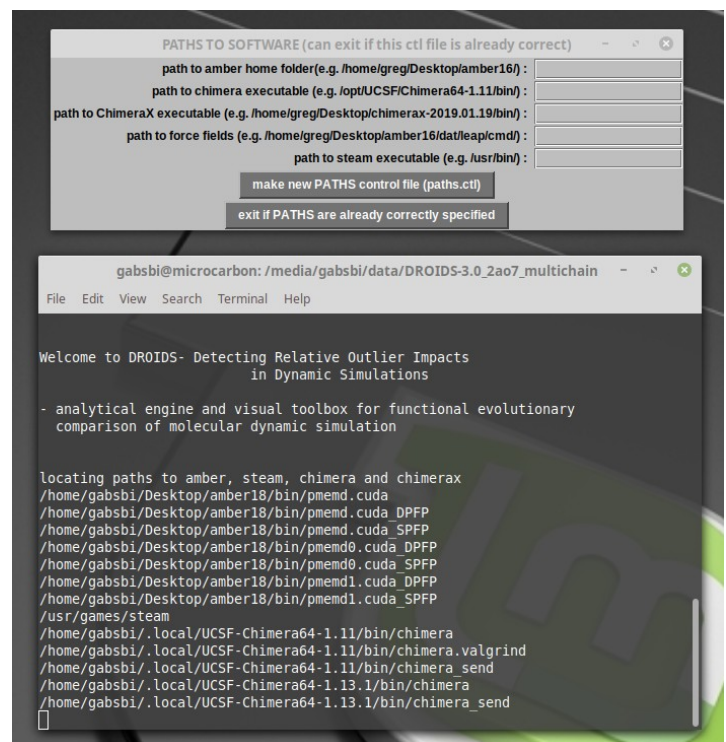 PATHS TO SOFTWARE (can exit if this ctl file is already correct)
path to amber home folder(e.g. /home/greg/Desktop/amber16/) :
path to chimera executable (e.g. /opt/UCSF/Chimera64-1.11/bin/) :
path to ChimeraX executable (e.g. /home/greg/Desktop/chimerax-2019.01.19/bin/) :
path to force fields (e.g. /home/greg/Desktop/amber16/dat/leap/cmd/) :
path to steam executable (e.g. /usr/bin/) :
make new PATHS control file (paths.ctl)
exit if PATHS are already correctly specified
gabsbi@microcarbon: /media/gabsbi/data/DROIDS-3.0_2ao7_multichain
File Edit View Search Terminal Help
Welcome to DROIDS- Detecting Relative Outlier Impacts
in Dynamic Simulations
- analytical engine and visual toolbox for functional evolutionary
comparison of molecular dynamic simulation
locating paths to amber, steam, chimera and chimerax
/home/gabsbi/Desktop/amber18/bin/pmemd.cuda
/home/gabsbi/Desktop/amber18/bin/pmemd.cuda_DPFP
/home/gabsbi/Desktop/amber18/bin/pmemd.cuda_SPFP
/home/gabsbi/Desktop/amber18/bin/pmemd0.cuda_DPFP
/home/gabsbi/Desktop/amber18/bin/pmemd0.cuda_SPFP
/home/gabsbi/Desktop/amber18/bin/pmemd1.cuda_DPFP
/home/gabsbi/Desktop/amber18/bin/pmemd1.cuda_SPFP
/usr/games/steam
/home/gabsbi/.local/UCSF-Chimera64-1.11/bin/chimera
/home/gabsbi/.local/UCSF-Chimera64-1.11/bin/chimera.valgrind
/home/gabsbi/.local/UCSF-Chimera64-1.11/bin/chimera_send
/home/gabsbi/.local/UCSF-Chimera64-1.13.1/bin/chimera
/home/gabsbi/.local/UCSF-Chimera64-1.13.1/bin/chimera_send